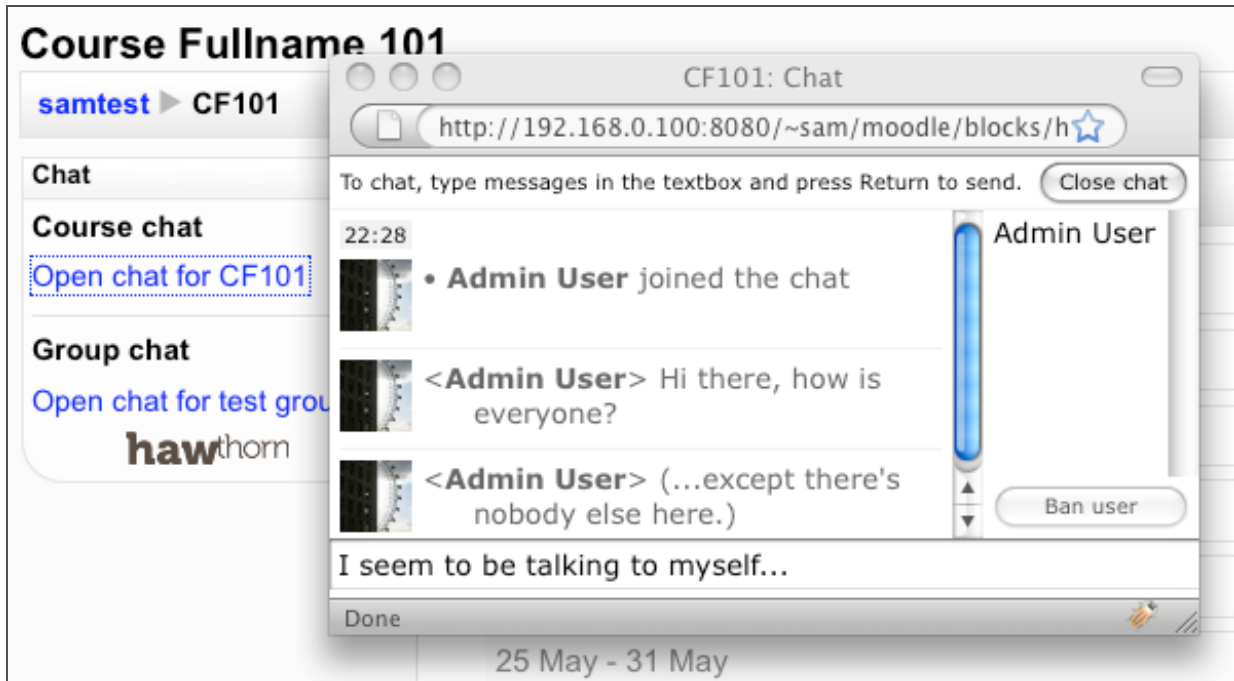 Course Fullname 101
samtest CF101
Chat
Course chat
Open chat for CF101
Group chat
Open chat for test grou
hawthorn
CF101: Chat
http://192.168.0.100:8080/~sam/moodle/blocks/h
To chat, type messages in the textbox and press Return to send.
Close chat
22:28
• Admin User joined the chat
<Admin User> Hi there, how is
everyone?
<Admin User> (...except there's
nobody else here.)
Admin User
Ban user
I seem to be talking to myself...
Done
25 May - 31 May